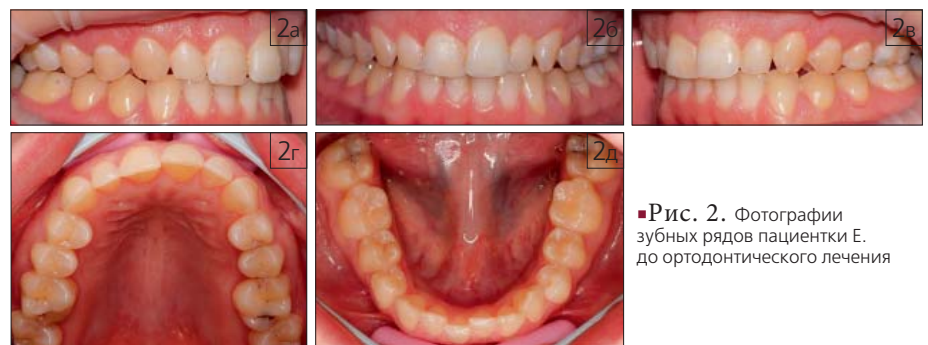 2а
2б
2в
2г
2д
▪Рис. 2. Фотографии
зубных рядов пациентки Е.
до ортодонтического лечения